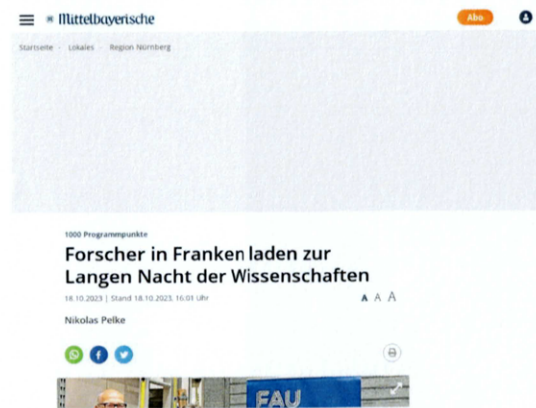 Mittelbayerische
Abo
Startseite Lokales Region Nürnberg
1000 Programmpunkte
Forscher in Franken laden zur
Langen Nacht der Wissenschaften
18.10.2023 | Stand 18.10.2023, 16:01 Uhr
A A A
Nikolas Pelke
FAU